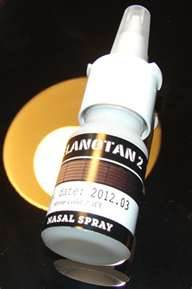 LANOTAN 2
date: 2012.03
NASAL SPRAY